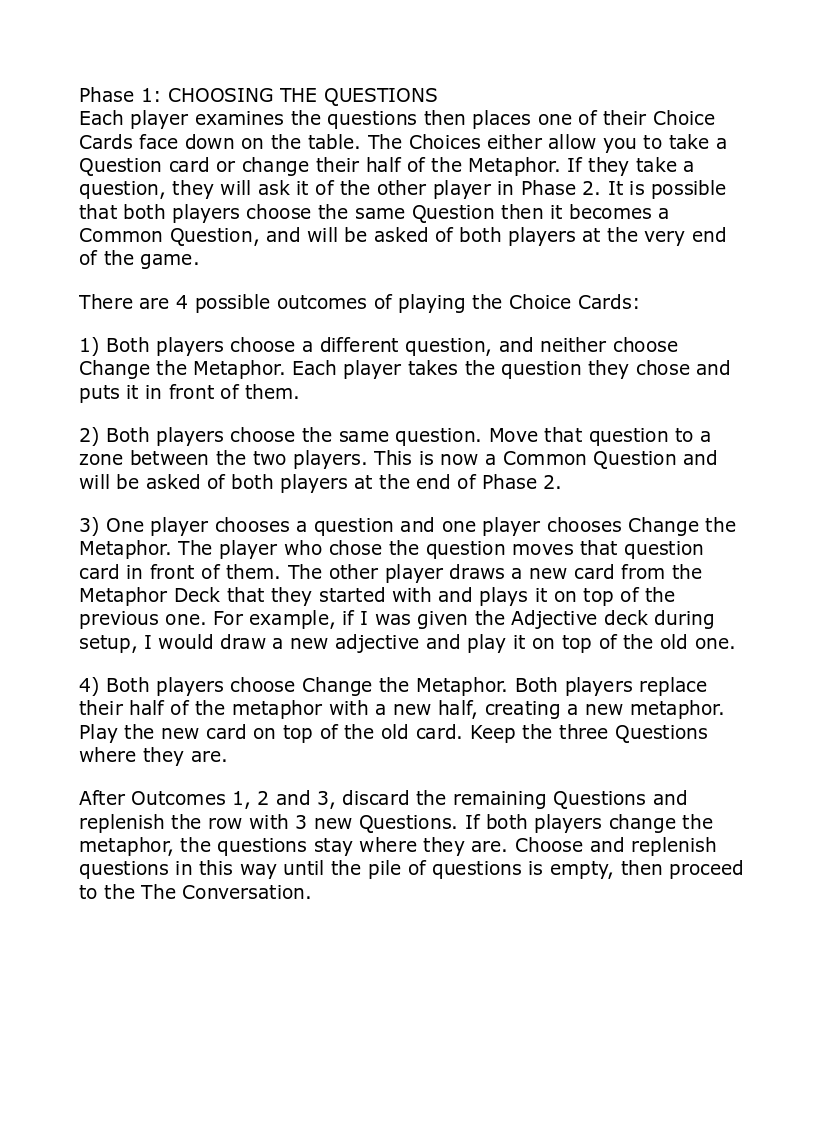 Phase 1: CHOOSING THE QUESTIONS
Each player examines the questions then places one of their Choice
Cards face down on the table. The Choices either allow you to take a
Question card or change their half of the Metaphor. If they take a
question, they will ask it of the other player in Phase 2. It is possible
that both players choose the same Question then it becomes a
Common Question, and will be asked of both players at the very end
of the game.
There are 4 possible outcomes of playing the Choice Cards:
1) Both players choose a different question, and neither choose
Change the Metaphor. Each player takes the question they chose and
puts it in front of them.
2) Both players choose the same question. Move that question to a
zone between the two players. This is now a Common Question and
will be asked of both players at the end of Phase 2.
3) One player chooses a question and one player chooses Change the
Metaphor. The player who chose the question moves that question
card in front of them. The other player draws a new card from the
Metaphor Deck that they started with and plays it on top of the
previous one. For example, if I was given the Adjective deck during
setup, I would draw a new adjective and play it on top of the old one.
4) Both players choose Change the Metaphor. Both players replace
their half of the metaphor with a new half, creating a new metaphor.
Play the new card on top of the old card. Keep the three Questions
where they are.
After Outcomes 1, 2 and 3, discard the remaining Questions and
replenish the row with 3 new Questions. If both players change the
metaphor, the questions stay where they are. Choose and replenish
questions in this way until the pile of questions is empty, then proceed
to the The Conversation.